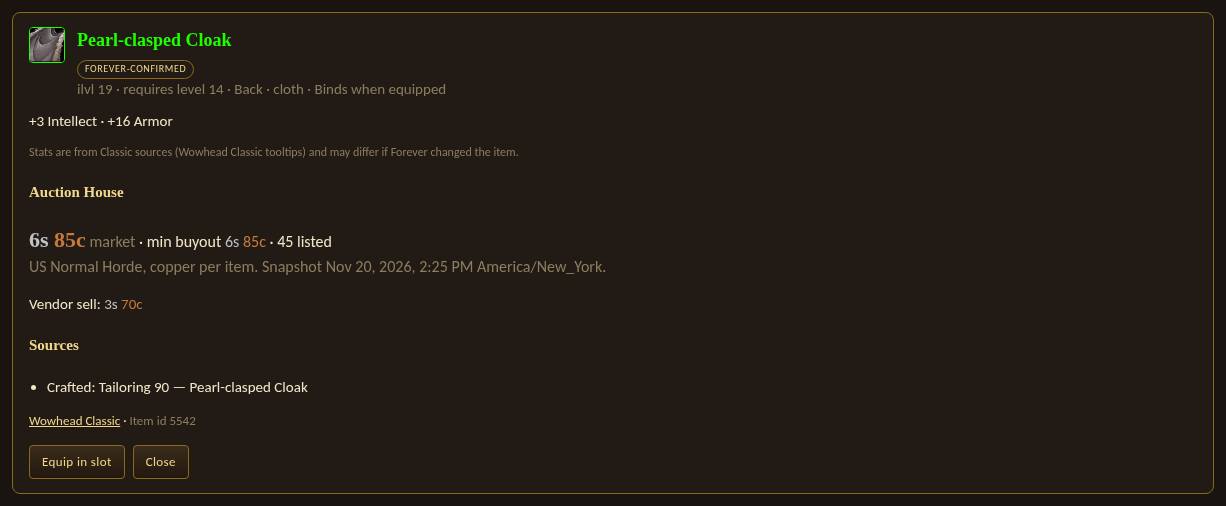 Pearl-clasped Cloak
FOREVER-CONFIRMED
ilvl 19 · requires level 14 · Back · cloth · Binds when equipped
+3 Intellect · +16 Armor
Stats are from Classic sources (Wowhead Classic tooltips) and may differ if Forever changed the item.
Auction House
6s 85c market · min buyout 6s 85c · 45 listed
US Normal Horde, copper per item. Snapshot Nov 20, 2026, 2:25 PM America/New_York.
Vendor sell: 3s 70c
Sources
• Crafted: Tailoring 90 — Pearl-clasped Cloak
Wowhead Classic · Item id 5542
Equip in slot Close